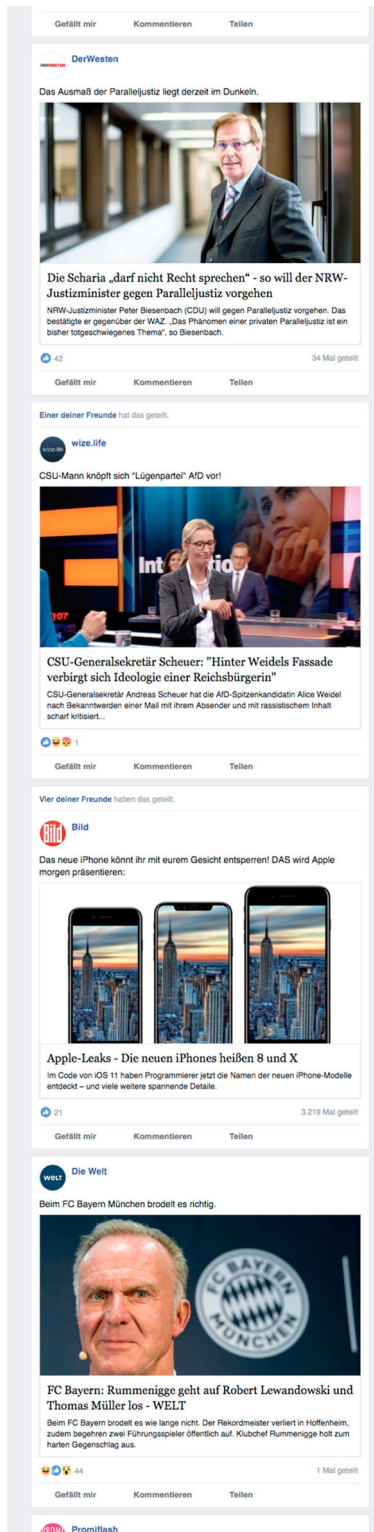 Gefällt mir Kommentieren Teilen
DERWESTEN
DerWesten
Das Ausmaß der Paralleljustiz liegt derzeit im Dunkeln.
Die Scharia „darf nicht Recht sprechen“ - so will der NRW-
Justizminister gegen Paralleljustiz vorgehen
NRW-Justizminister Peter Biesenbach (CDU) will gegen Paralleljustiz vorgehen. Das
bestätigte er gegenüber der WAZ. „Das Phänomen einer privaten Paralleljustiz ist ein
bisher totgeschwiegenes Thema“, so Biesenbach.
42 34 Mal geteilt
Gefällt mir Kommentieren Teilen
Einer deiner Freunde hat das geteilt.
wize.life
wize.life
CSU-Mann knöpft sich "Lügenpartei" AfD vor!
CSU-Generalsekretär Scheuer: "Hinter Weidels Fassade
verbirgt sich Ideologie einer Reichsbürgerin"
CSU-Generalsekretär Andreas Scheuer hat die AfD-Spitzenkandidatin Alice Weidel
nach Bekanntwerden einer Mail mit ihrem Absender und mit rassistischem Inhalt
scharf kritisiert...
1
Gefällt mir Kommentieren Teilen
Vier deiner Freunde haben das geteilt.
Bild
Bild
Das neue iPhone könnt ihr mit eurem Gesicht entsperren! DAS wird Apple
morgen präsentieren:
Apple-Leaks - Die neuen iPhones heißen 8 und X
Im Code von iOS 11 haben Programmierer jetzt die Namen der neuen iPhone-Modelle
entdeckt – und viele weitere spannende Detaile.
21 3.219 Mal geteilt
Gefällt mir Kommentieren Teilen
WELT
Die Welt
Beim FC Bayern München brodelt es richtig.
FC BAYERN
MÜNCHEN
FC Bayern: Rummenigge geht auf Robert Lewandowski und
Thomas Müller los - WELT
Beim FC Bayern brodelt es wie lange nicht. Der Rekordmeister verliert in Hoffenheim,
zudem begehren zwei Führungsspieler öffentlich auf. Klubchef Rummenigge holt zum
harten Gegenschlag aus.
44 1 Mal geteilt
Gefällt mir Kommentieren Teilen
Promiflash